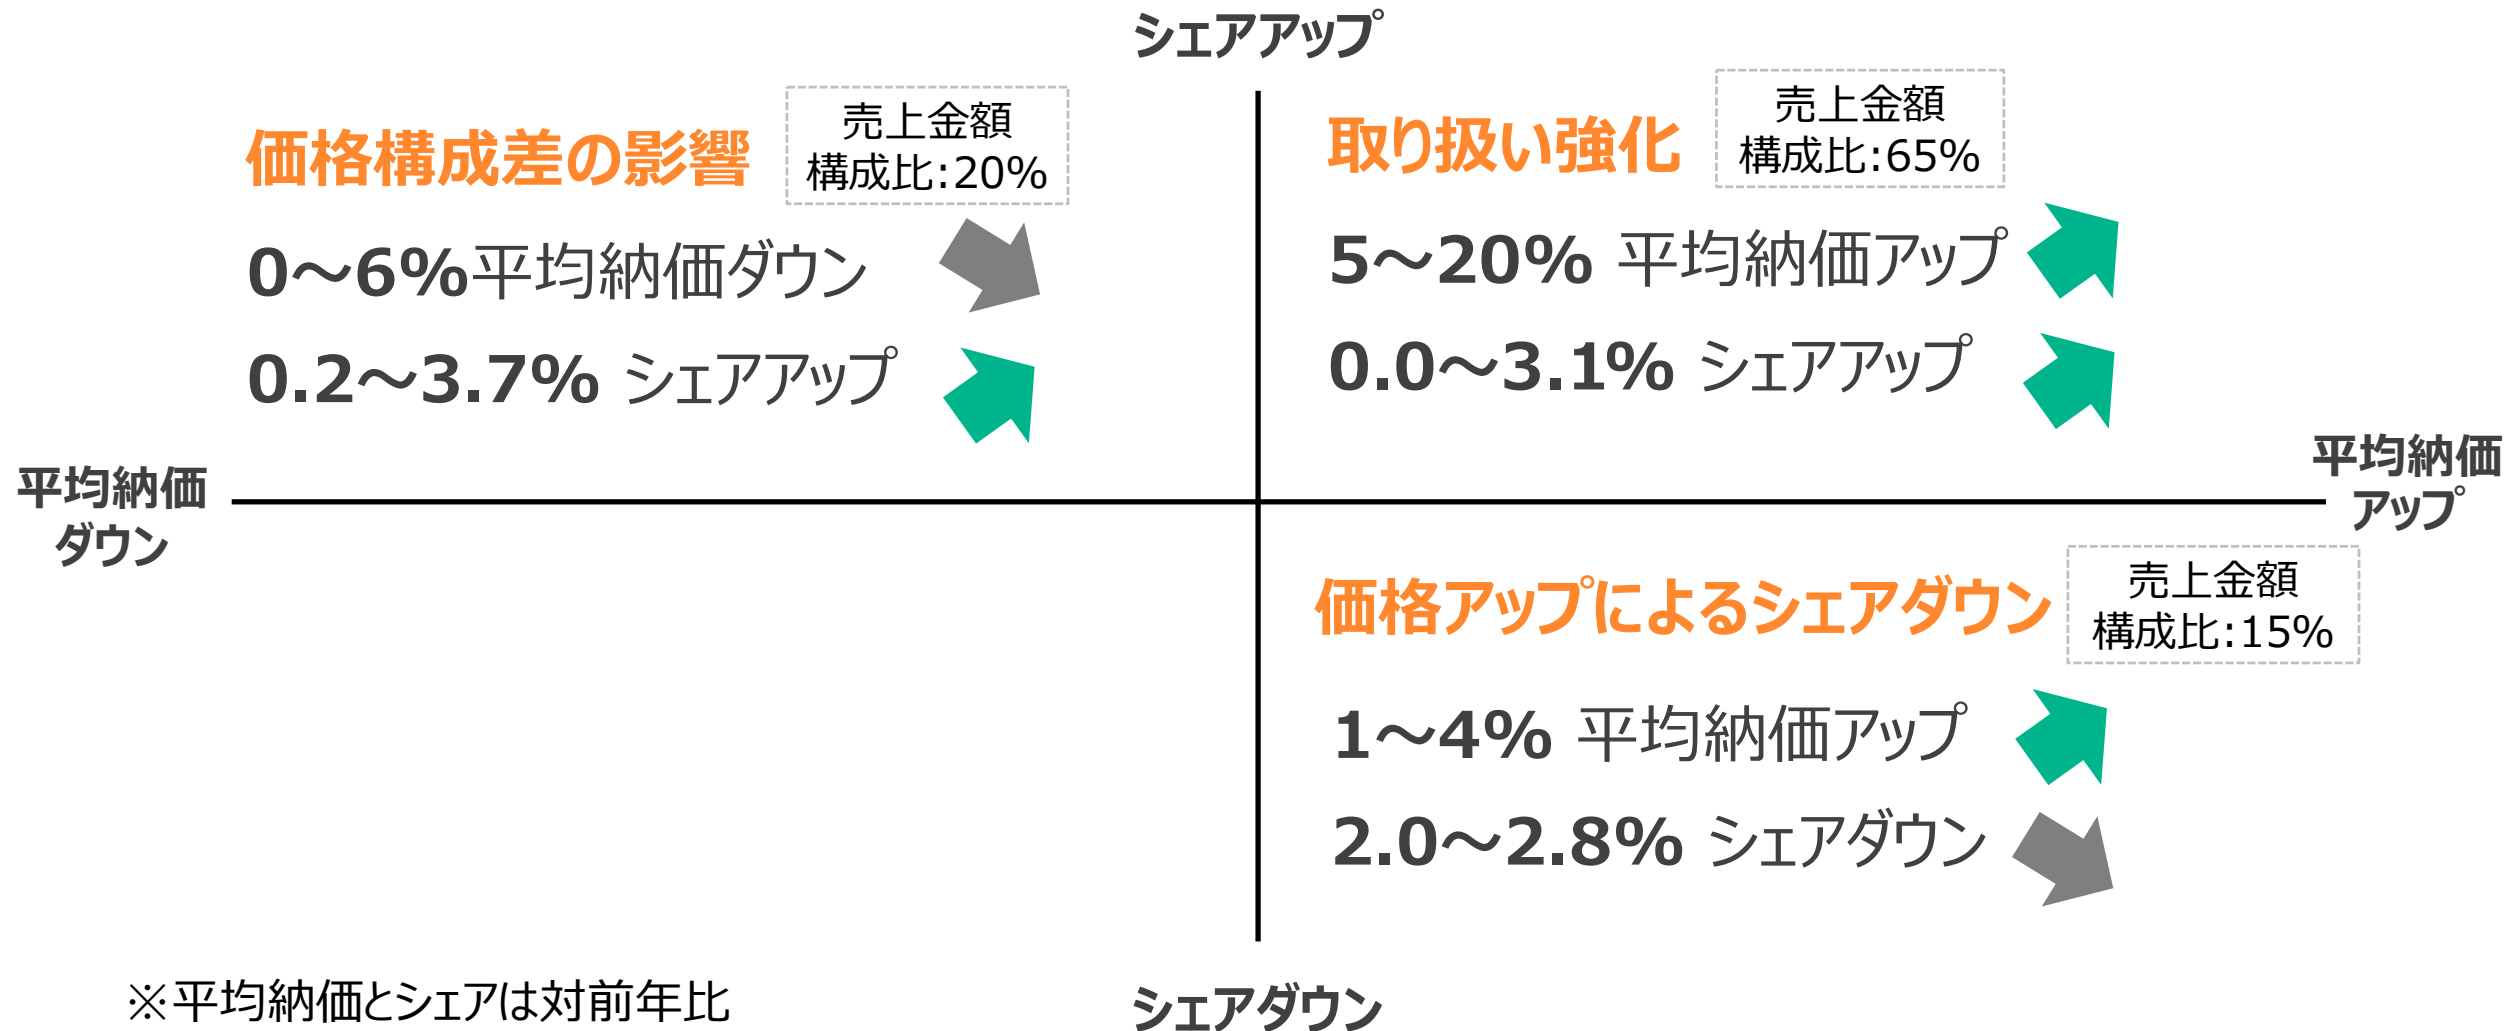 シェアアップ
価格構成差の影響
売上金額
構成比:20%
0～6%平均納価ダウン
0.2～3.7% シェアアップ
取り扱い強化
売上金額
構成比:65%
5～20% 平均納価アップ
0.0～3.1% シェアアップ
平均納価
ダウン
平均納価
アップ
価格アップによるシェアダウン
売上金額
構成比:15%
1～4% 平均納価アップ
2.0～2.8% シェアダウン
※平均納価とシェアは対前年比
シェアダウン